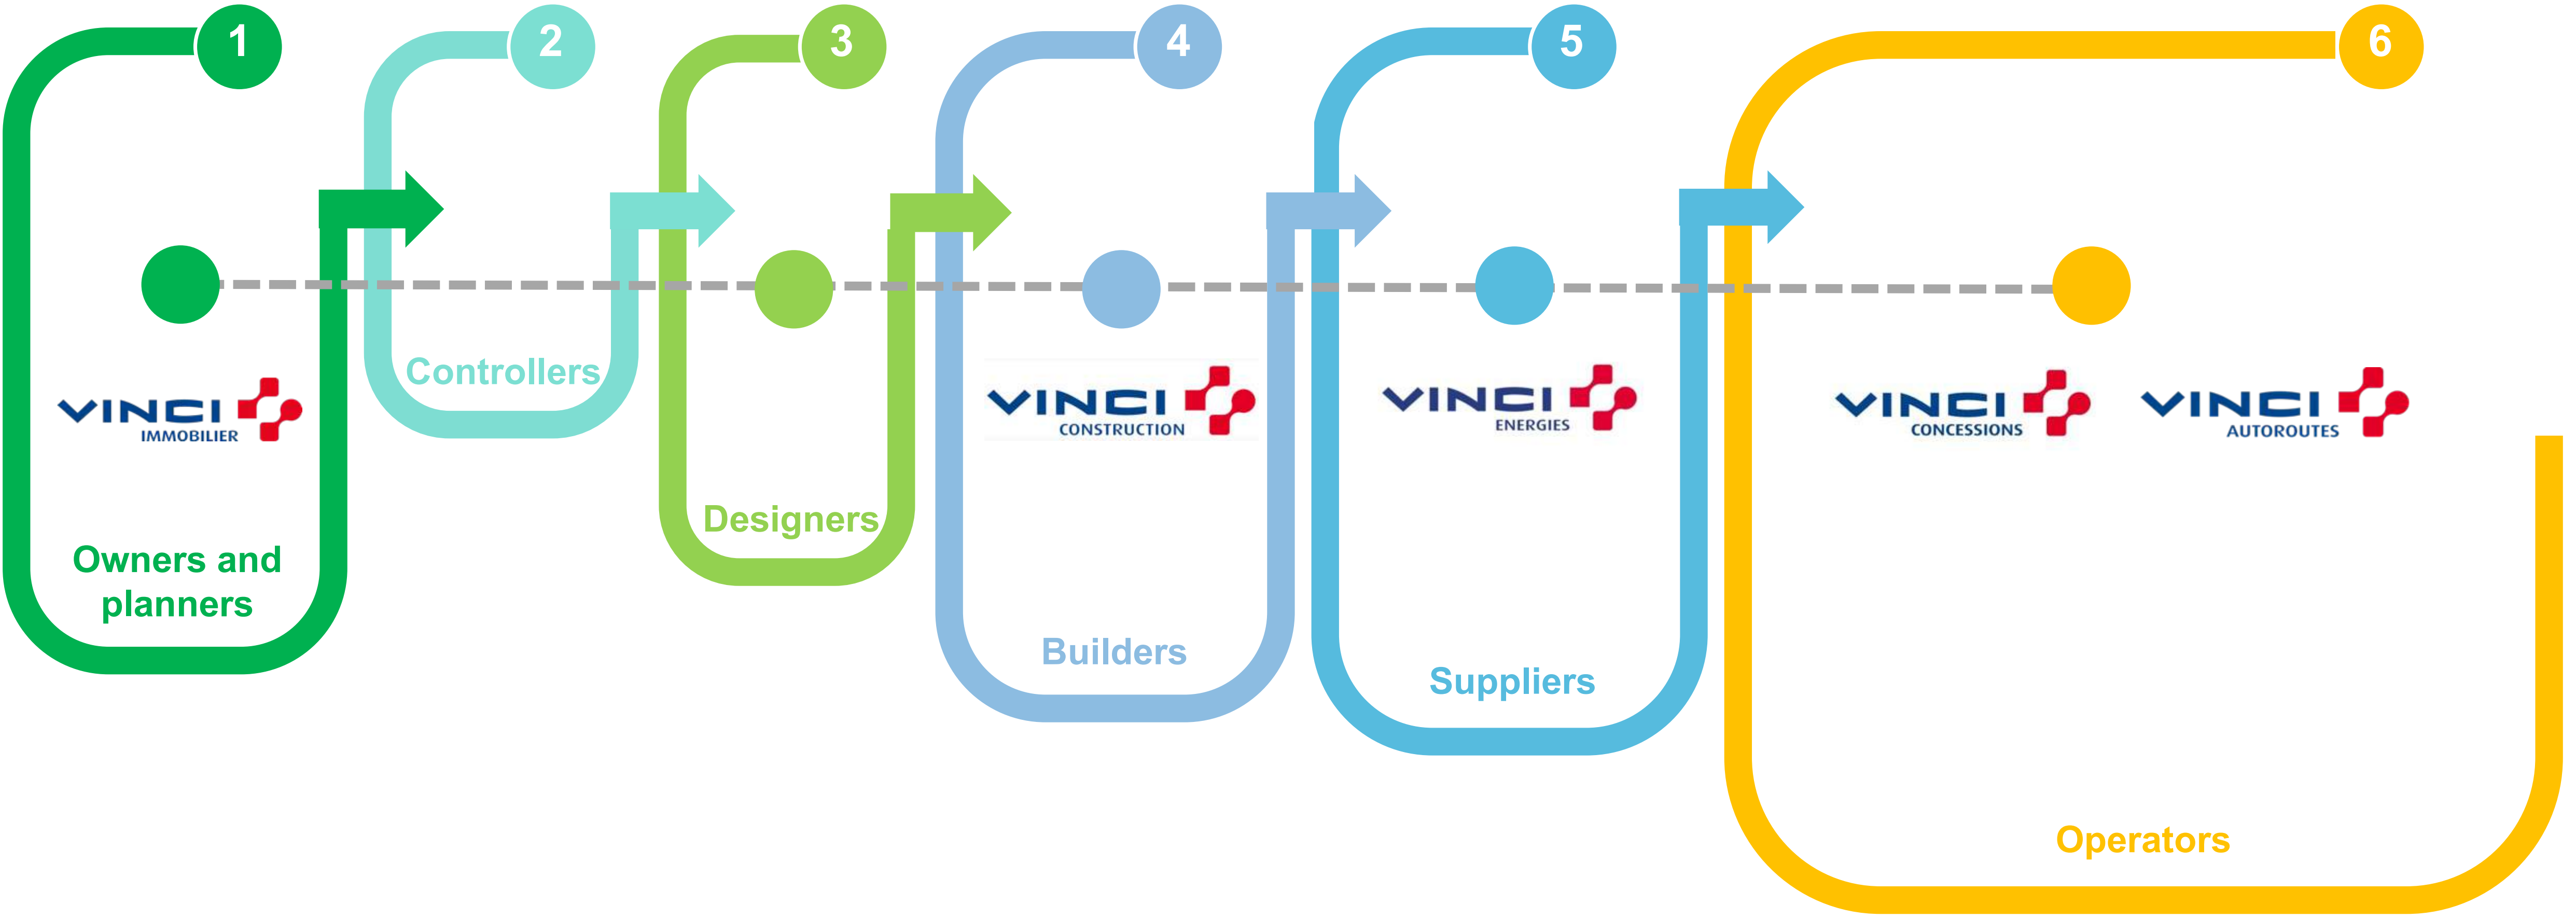 1
2
3
4
5
6
VINCI
IMMOBILIER
Owners and
planners
Controllers
Designers
VINCI
CONSTRUCTION
Builders
VINCI
ENERGIES
Suppliers
VINCI
CONCESSIONS
VINCI
AUTOROUTES
Operators